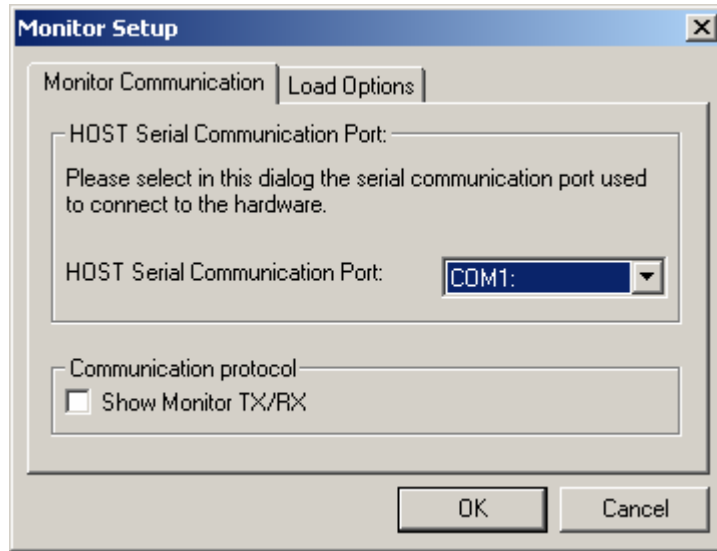 Monitor Setup
Monitor Communication
Load Options
HOST Serial Communication Port:
Please select in this dialog the serial communication port used
to connect to the hardware.
HOST Serial Communication Port:
COM1:
Communication protocol
Show Monitor TX/RX
OK
Cancel